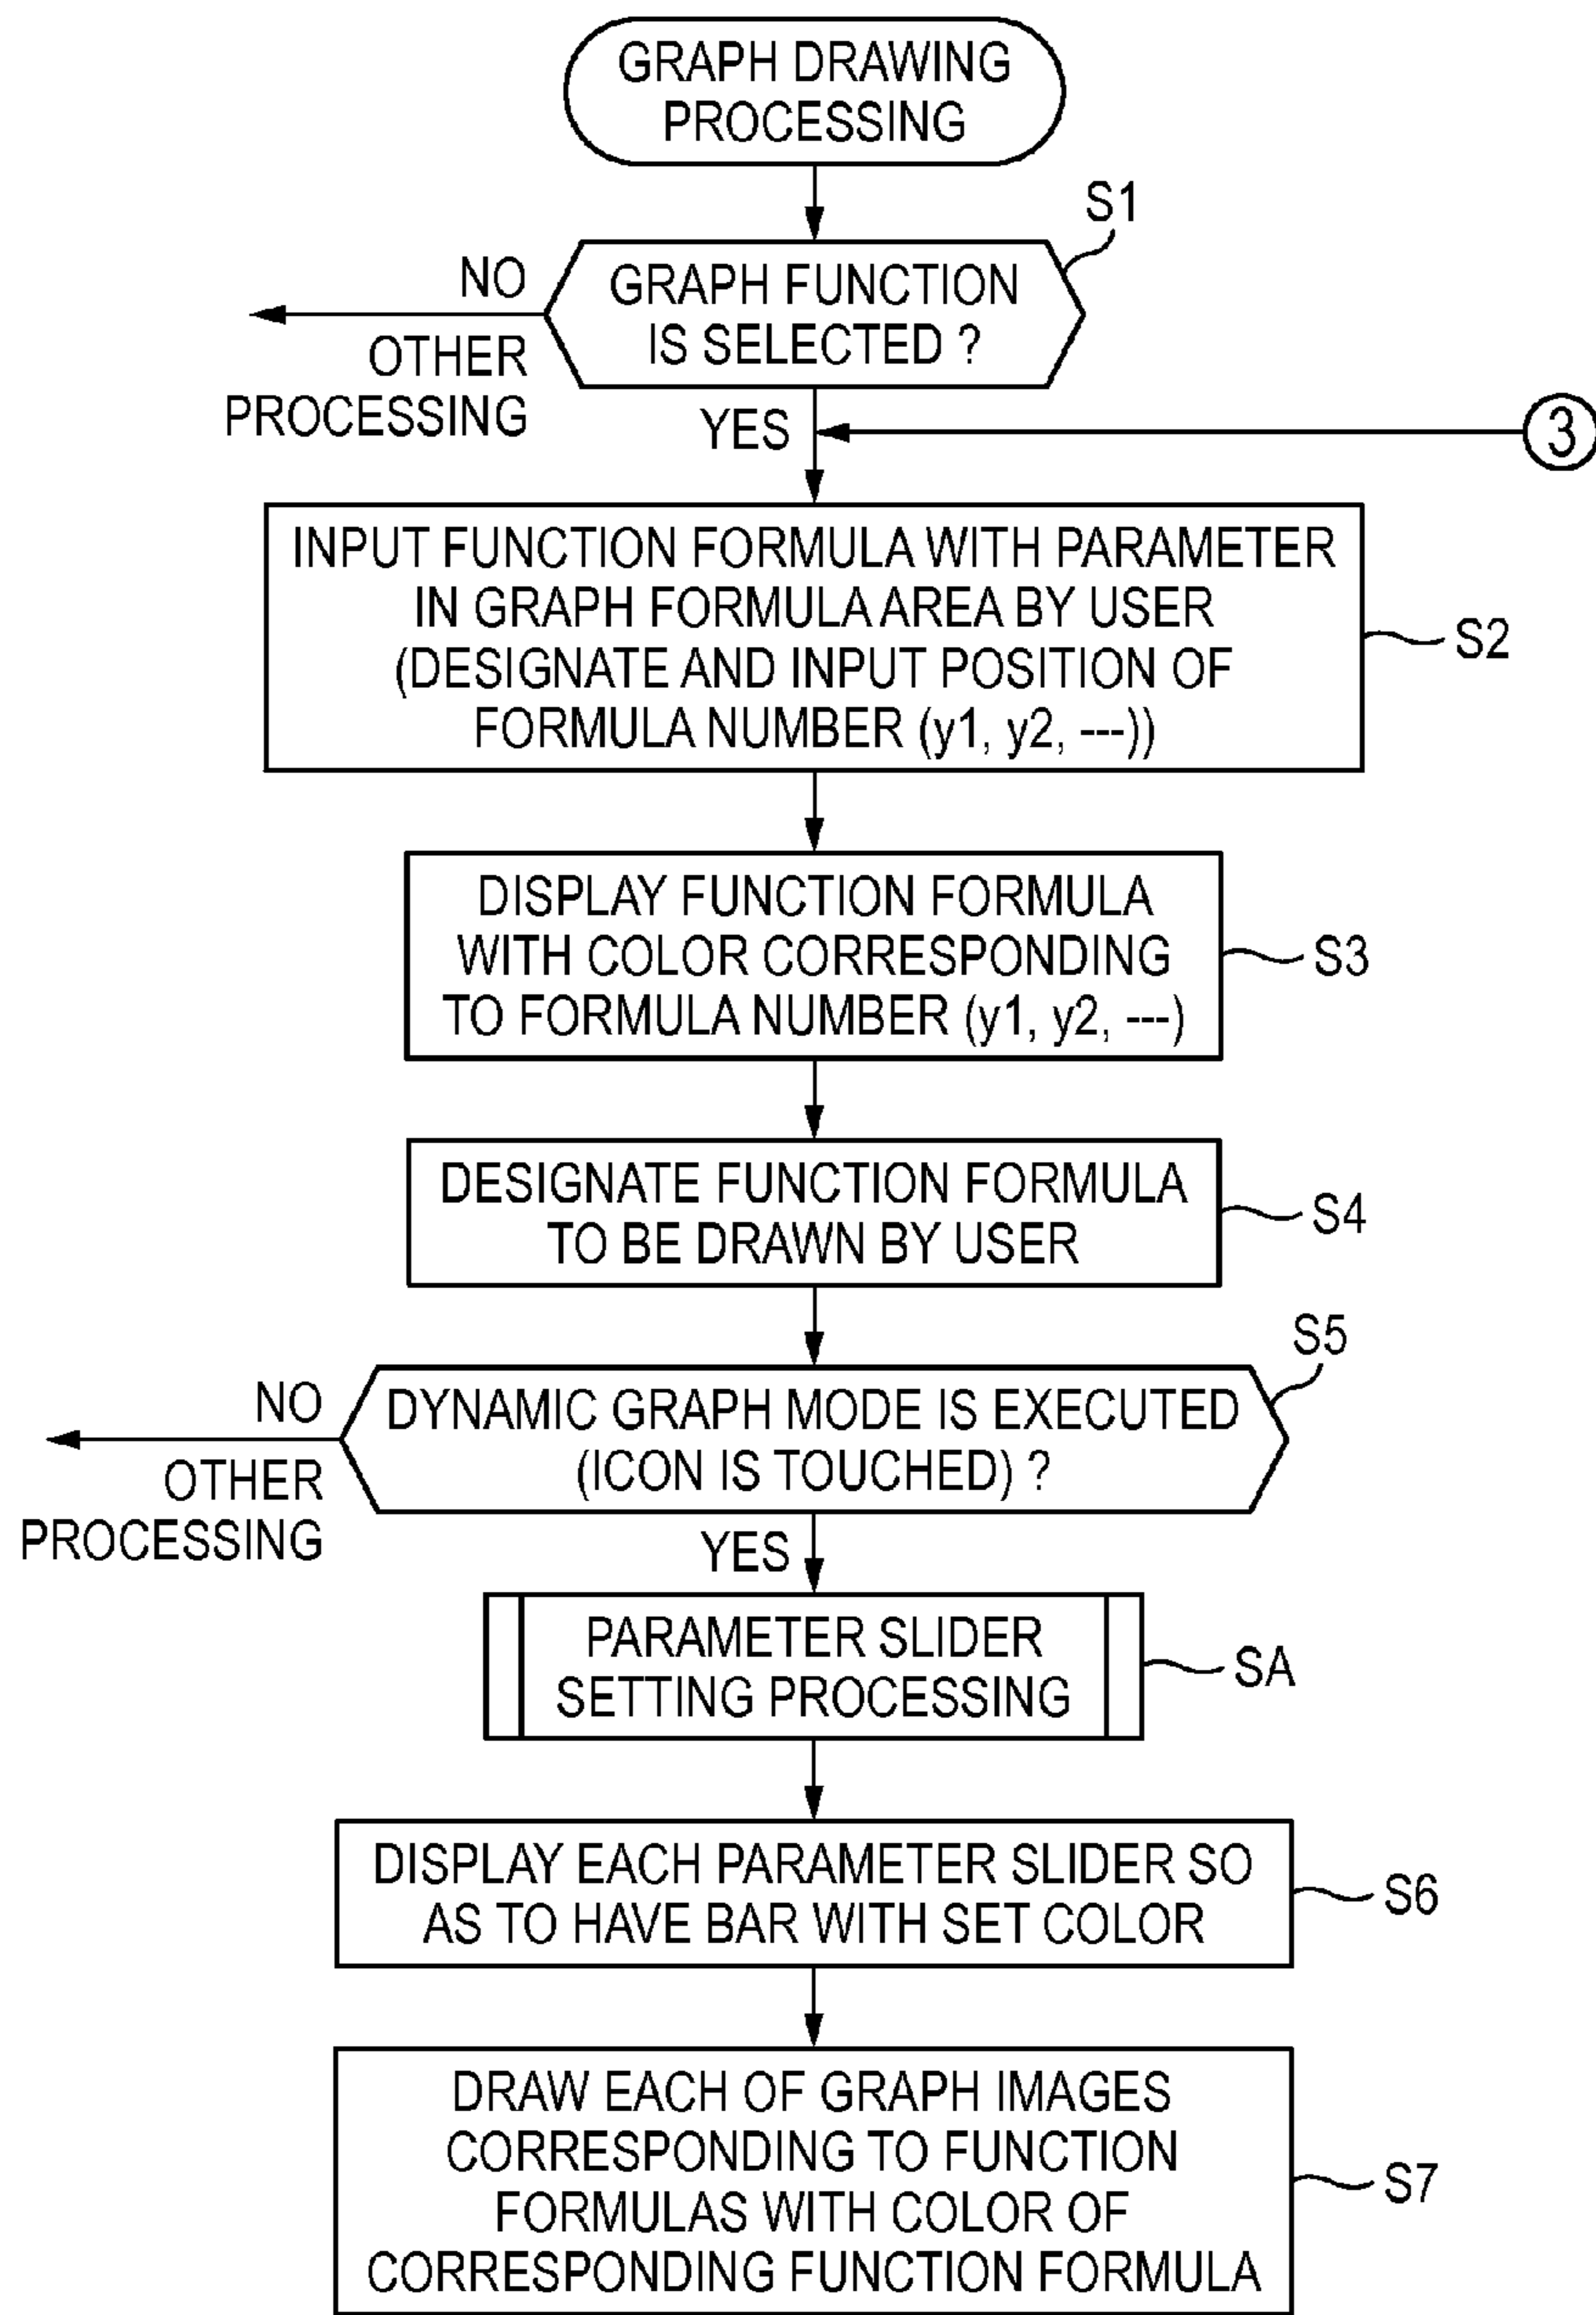 GRAPH DRAWING
PROCESSING
S1
GRAPH FUNCTION
IS SELECTED ?
NO
OTHER
PROCESSING
YES
3
INPUT FUNCTION FORMULA WITH PARAMETER
IN GRAPH FORMULA AREA BY USER
(DESIGNATE AND INPUT POSITION OF
FORMULA NUMBER (y1, y2, ---))
S2
DISPLAY FUNCTION FORMULA
WITH COLOR CORRESPONDING
TO FORMULA NUMBER (y1, y2, ---)
S3
DESIGNATE FUNCTION FORMULA
TO BE DRAWN BY USER
S4
S5
DYNAMIC GRAPH MODE IS EXECUTED
(ICON IS TOUCHED) ?
NO
OTHER
PROCESSING
YES
PARAMETER SLIDER
SETTING PROCESSING
SA
DISPLAY EACH PARAMETER SLIDER SO
AS TO HAVE BAR WITH SET COLOR
S6
DRAW EACH OF GRAPH IMAGES
CORRESPONDING TO FUNCTION
FORMULAS WITH COLOR OF
CORRESPONDING FUNCTION FORMULA
S7